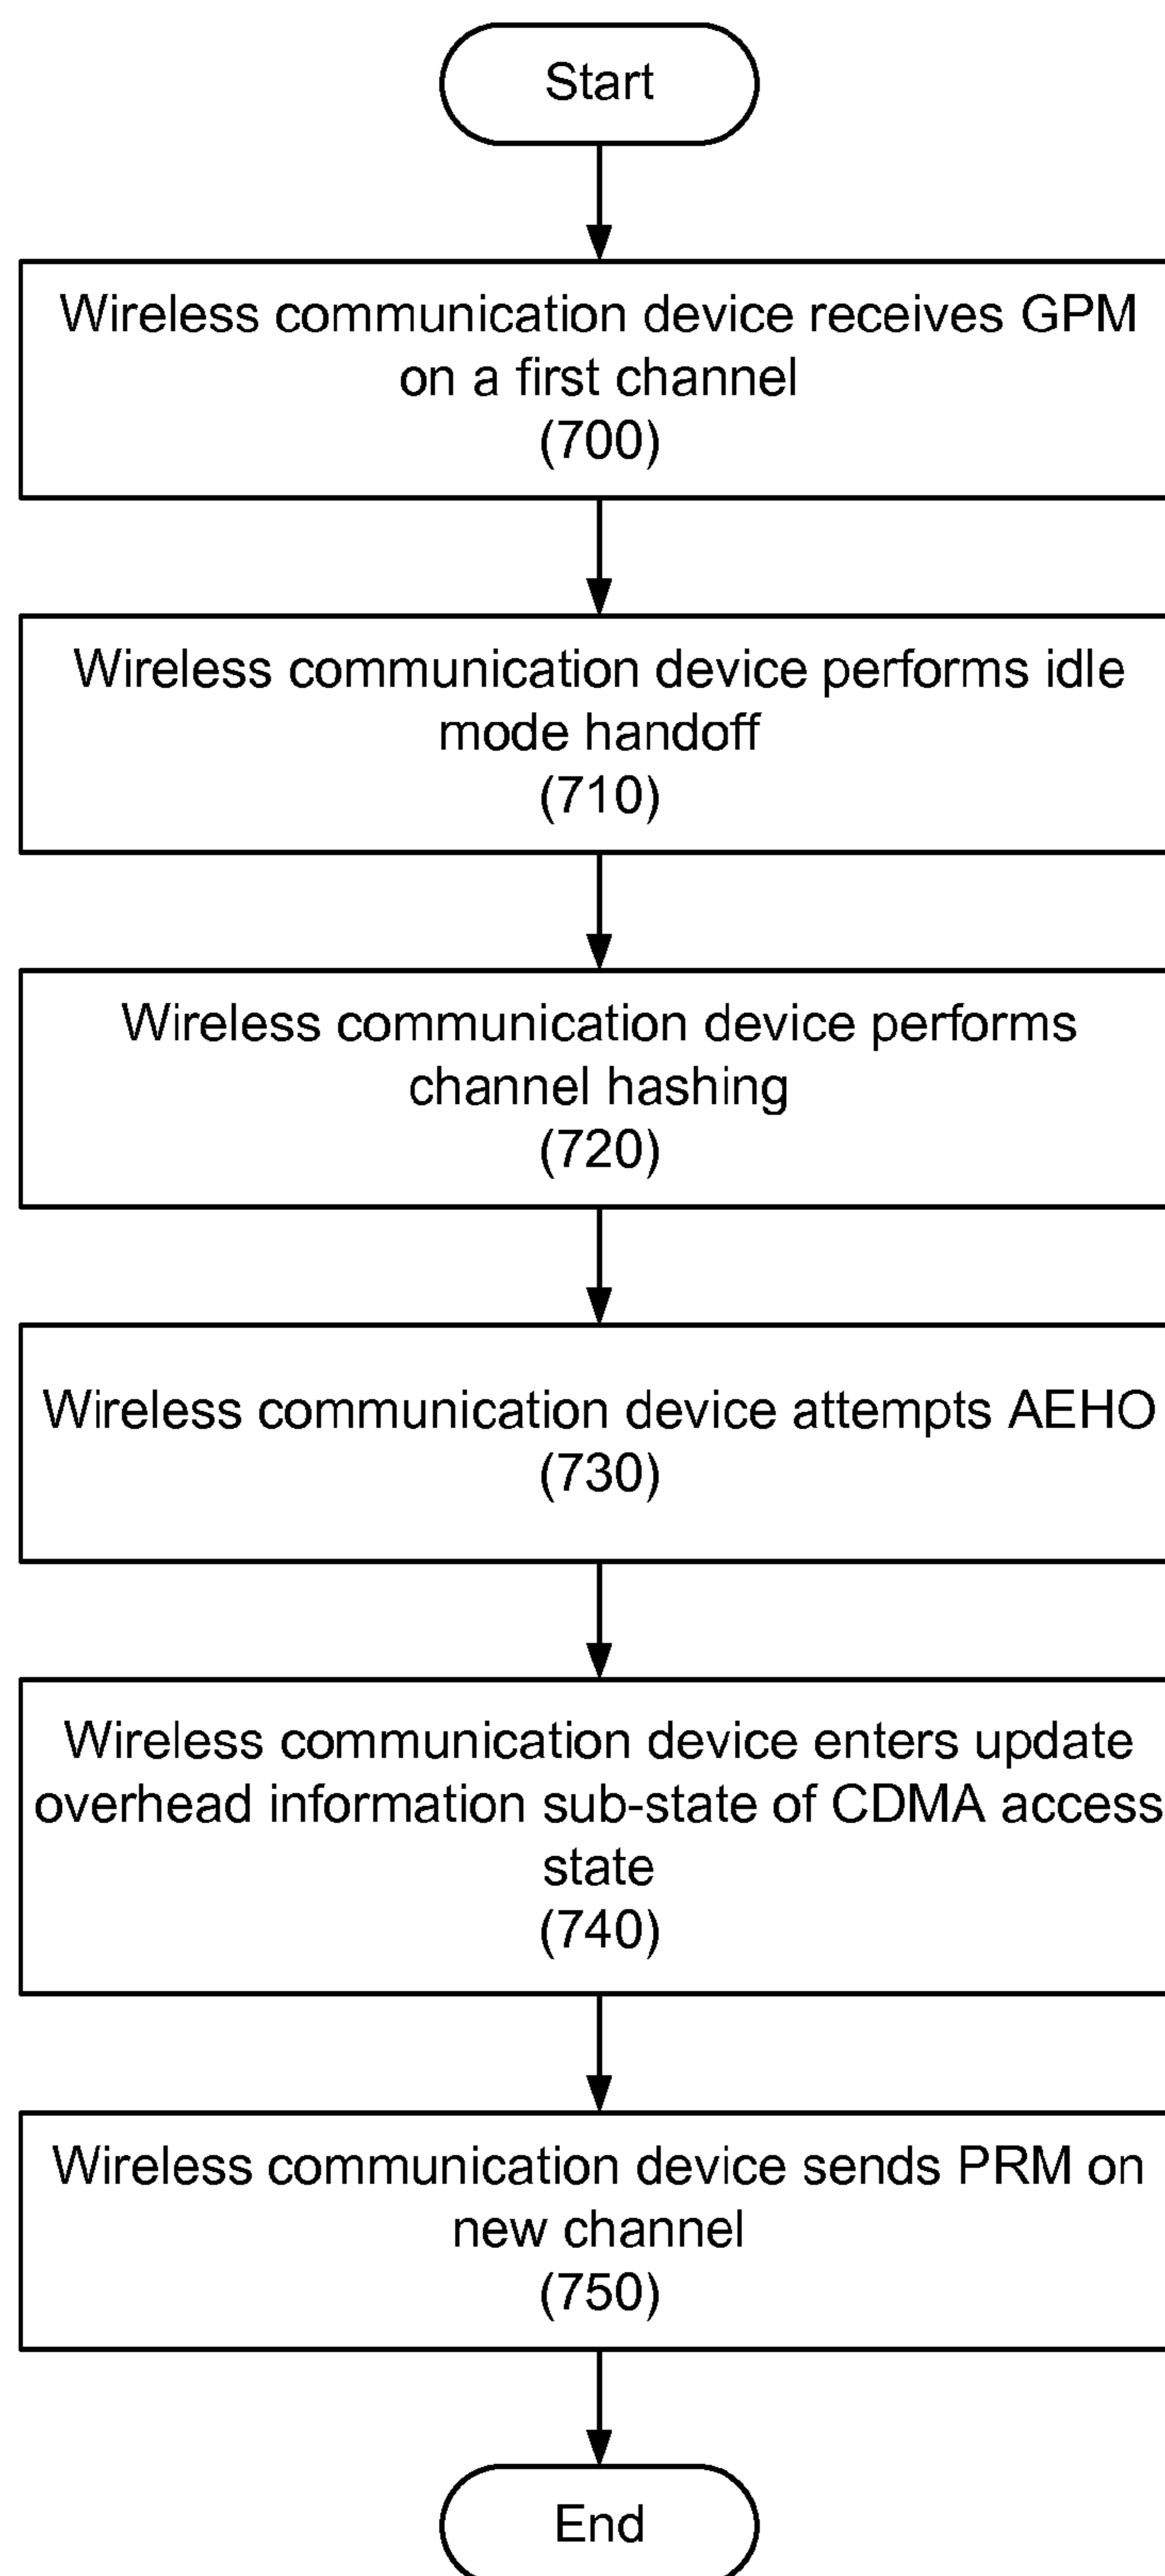 Start
Wireless communication device receives GPM
on a first channel
(700)
Wireless communication device performs idle
mode handoff
(710)
Wireless communication device performs
channel hashing
(720)
Wireless communication device attempts AEHO
(730)
Wireless communication device enters update
overhead information sub-state of CDMA access
state
(740)
Wireless communication device sends PRM on
new channel
(750)
End